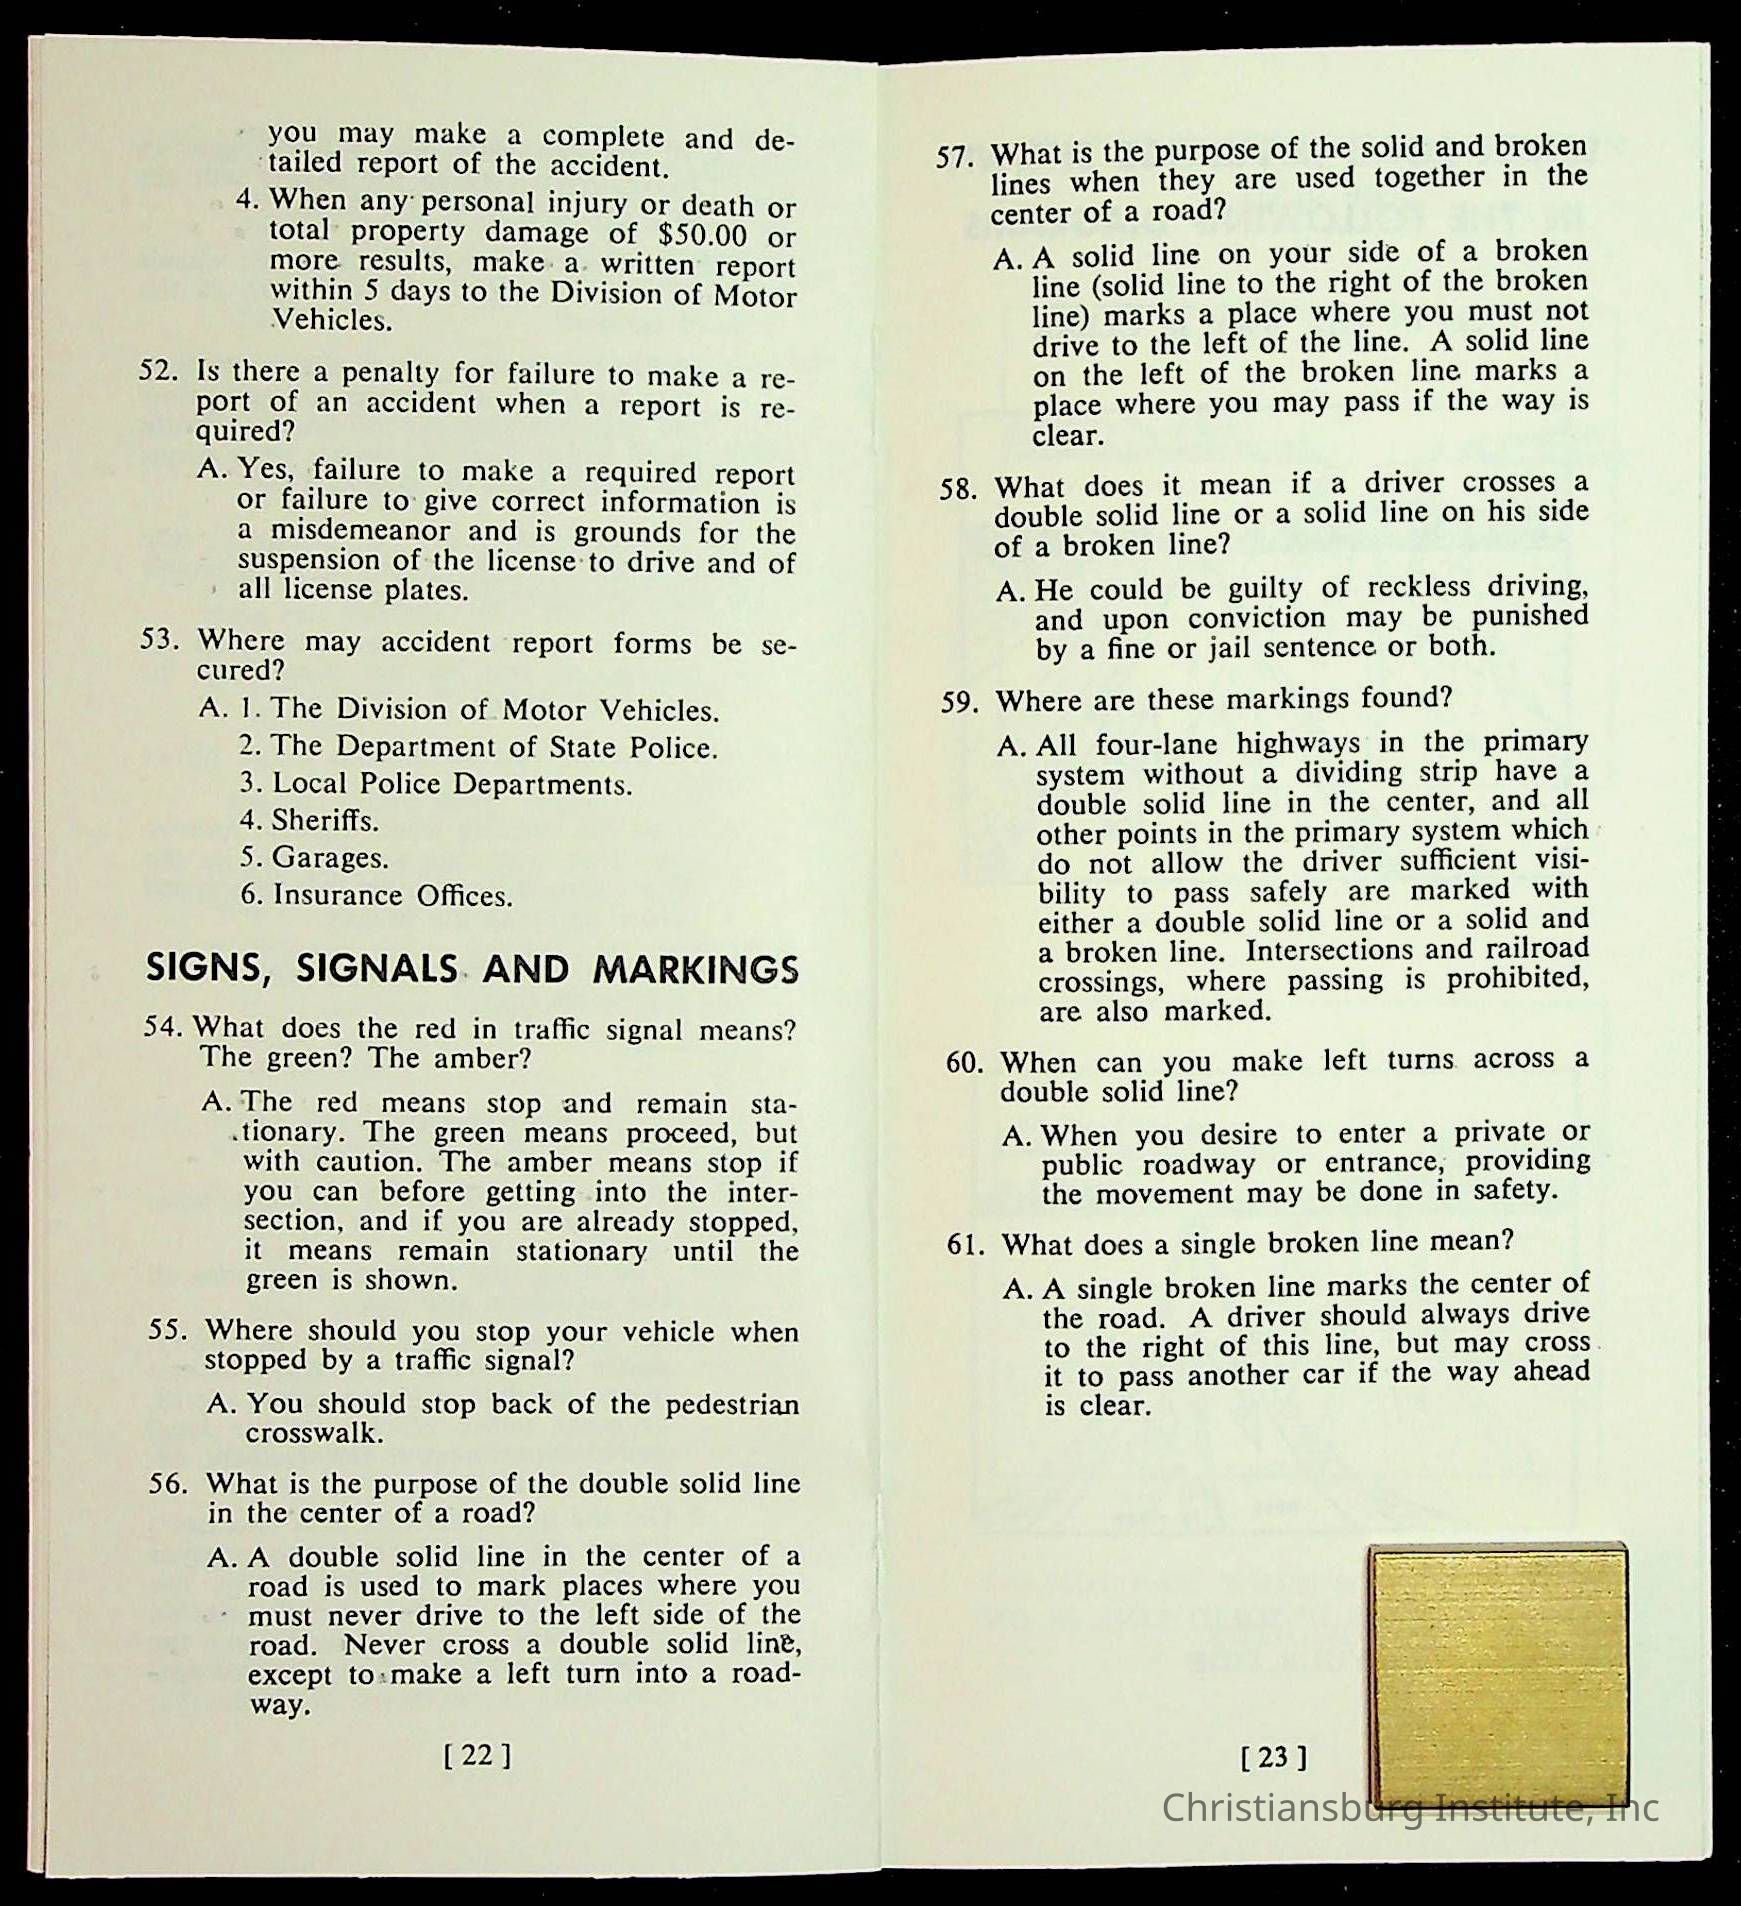 you may make a complete and de-
tailed report of the accident.
4. When any personal injury or death or
total property damage of $50.00 or
more results, make a written report
within 5 days to the Division of Motor
Vehicles.
52. Is there a penalty for failure to make a re-
port of an accident when a report is re-
quired?
A. Yes, failure to make a required report
or failure to give correct information is
a misdemeanor and is grounds for the
suspension of the license to drive and of
all license plates.
53. Where may accident report forms be se-
cured?
A. 1. The Division of Motor Vehicles.
2. The Department of State Police.
3. Local Police Departments.
4. Sheriffs.
5. Garages.
6. Insurance Offices.
SIGNS, SIGNALS AND MARKINGS
54. What does the red in traffic signal means?
The green? The amber?
A. The red means stop and remain sta-
tionary. The green means proceed, but
with caution. The amber means stop if
you can before getting into the inter-
section, and if you are already stopped,
it means remain stationary until the
green is shown.
55. Where should you stop your vehicle when
stopped by a traffic signal?
A. You should stop back of the pedestrian
crosswalk.
56. What is the purpose of the double solid line
in the center of a road?
A. A double solid line in the center of a
road is used to mark places where you
must never drive to the left side of the
road. Never cross a double solid line,
except to make a left turn into a road-
way.
[ 22 ]
57. What is the purpose of the solid and broken
lines when they are used together in the
center of a road?
A. A solid line on your side of a broken
line (solid line to the right of the broken
line) marks a place where you must not
drive to the left of the line. A solid line
on the left of the broken line marks a
place where you may pass if the way is
clear.
58. What does it mean if a driver crosses a
double solid line or a solid line on his side
of a broken line?
A. He could be guilty of reckless driving,
and upon conviction may be punished
by a fine or jail sentence or both.
59. Where are these markings found?
A. All four-lane highways in the primary
system without a dividing strip have a
double solid line in the center, and all
other points in the primary system which
do not allow the driver sufficient visi-
bility to pass safely are marked with
either a double solid line or a solid and
a broken line. Intersections and railroad
crossings, where passing is prohibited,
are also marked.
60. When can you make left turns across a
double solid line?
A. When you desire to enter a private or
public roadway or entrance, providing
the movement may be done in safety.
61. What does a single broken line mean?
A. A single broken line marks the center of
the road. A driver should always drive
to the right of this line, but may cross
it to pass another car if the way ahead
is clear.
[ 23 ]
Christiansburg Institute, Inc